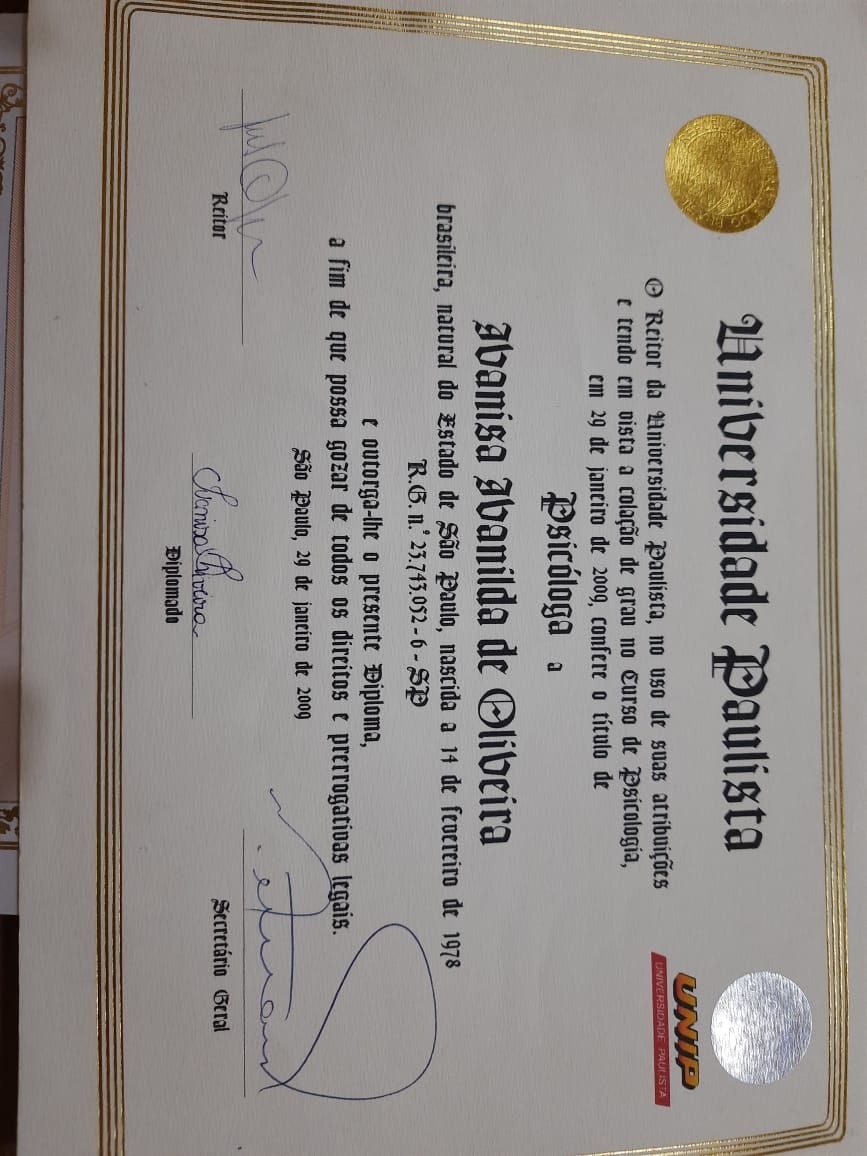 Universidade Paulista
UNIP
UNIVERSIDADE PAULISTA
O Reitor da Universidade Paulista, no uso de suas atribuições
e tendo em vista a colação de grau no Curso de Psicologia,
em 29 de janeiro de 2009, confere o título de
Psicóloga a
Ivanisa Ivanilda de Oliveira
brasileira, natural do Estado de São Paulo, nascida a 14 de fevereiro de 1978
R.G. n.° 25.743.052-6 - SP
e outorga-lhe o presente Diploma,
a fim de que possa gozar de todos os direitos e prerrogativas legais.
São Paulo, 29 de janeiro de 2009
Reitor
Diplomado
Secretário Geral